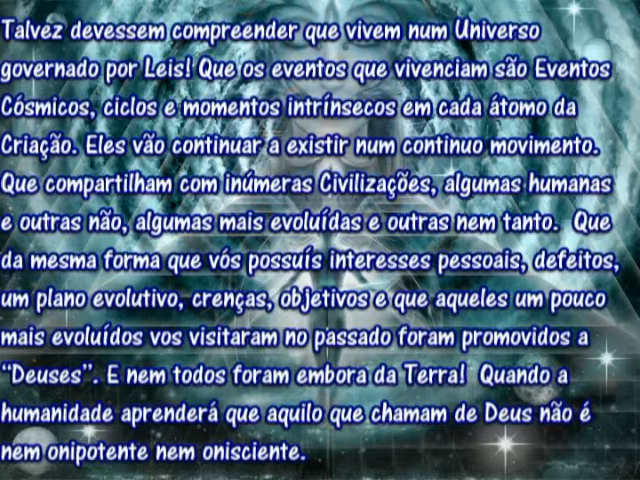 Talvez devessem compreender que vivem num Universo
governado por Leis! Que os eventos que vivenciam são Eventos
Cósmicos, ciclos e momentos intrínsecos em cada átomo da
Criação. Eles vão continuar a existir num continuo movimento.
Que compartilham com inúmeras Civilizações, algumas humanas
e outras não, algumas mais evoluídas e outras nem tanto.  Que
da mesma forma que vós possuís interesses pessoais, defeitos,
um plano evolutivo, crenças, objetivos e que aqueles um pouco
mais evoluídos vos visitaram no passado foram promovidos a
“Deuses”. E nem todos foram embora da Terra!  Quando a
humanidade aprenderá que aquilo que chamam de Deus não é
nem onipotente nem onisciente.